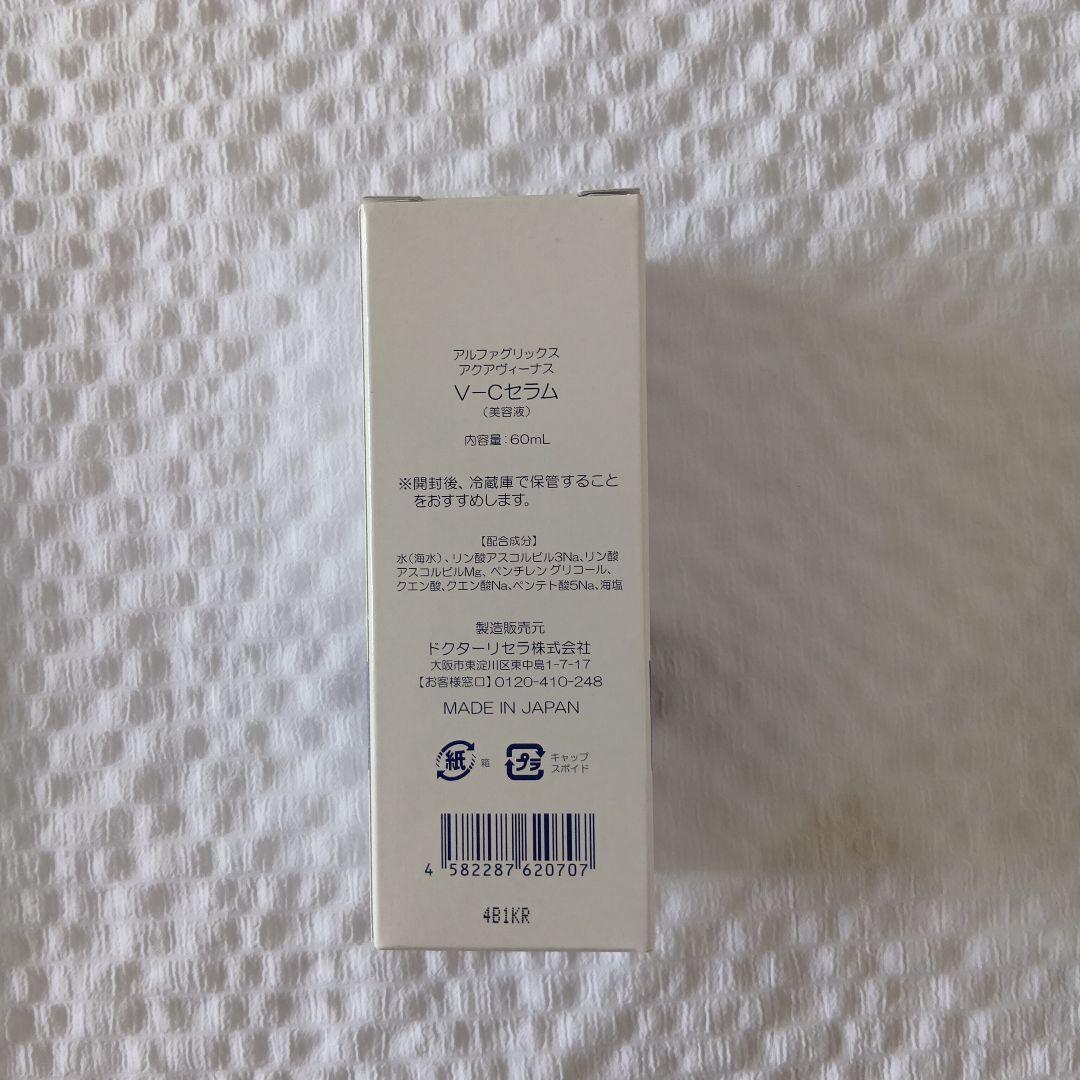 アルファグリックス
アクアヴィーナス
V−Cセラム
（美容液）
内容量：60mL
※開封後、冷蔵庫で保管すること
をおすすめします。
【配合成分】
水（海水）、リン酸アスコルビル3Na、リン酸
アスコルビルMg、ペンチレングリコール、
クエン酸、クエン酸Na、ペンテト酸5Na、海塩
製造販売元
ドクターリセラ株式会社
大阪市東淀川区東中島1-7-17
【お客様窓口】0120-410-248
MADE IN JAPAN
紙 箱 プラ キャップ
スポイド
4 582287 620707
4B1KR